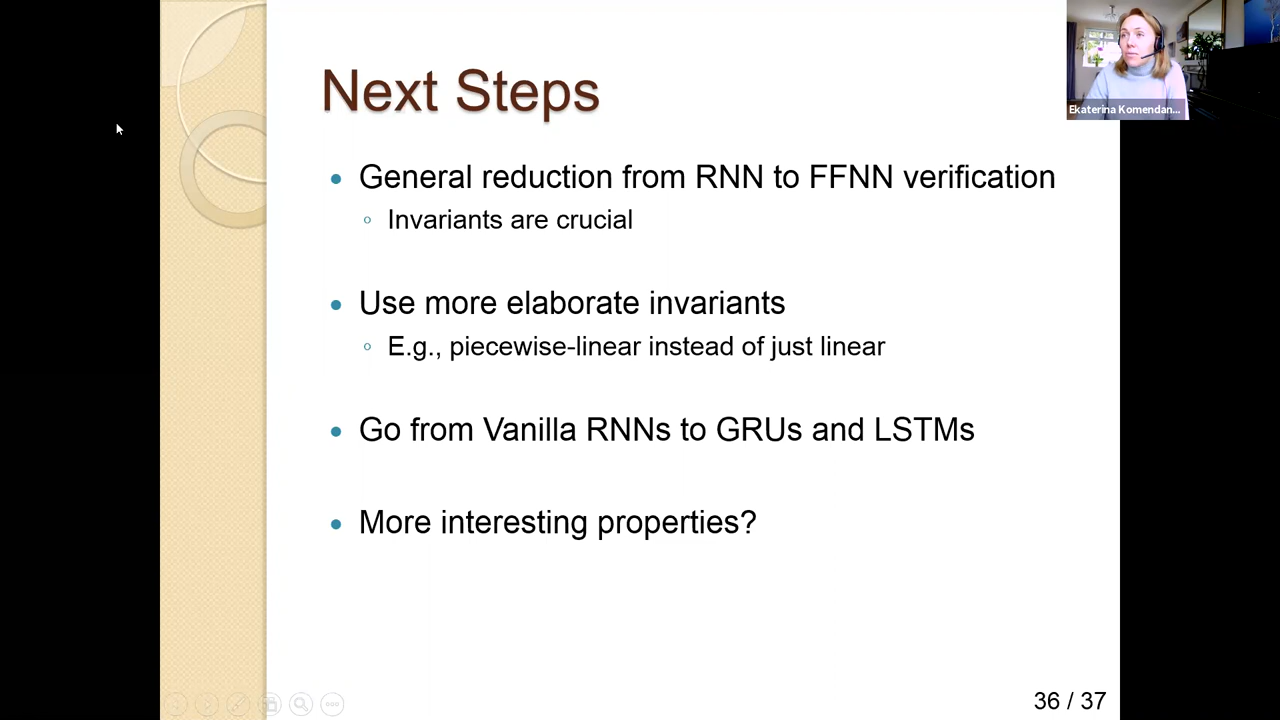 Next Steps
Ekaterina Komendan...
General reduction from RNN to FFNN verification
Invariants are crucial
Use more elaborate invariants
E.g., piecewise-linear instead of just linear
Go from Vanilla RNNs to GRUs and LSTMs
More interesting properties?
36 / 37